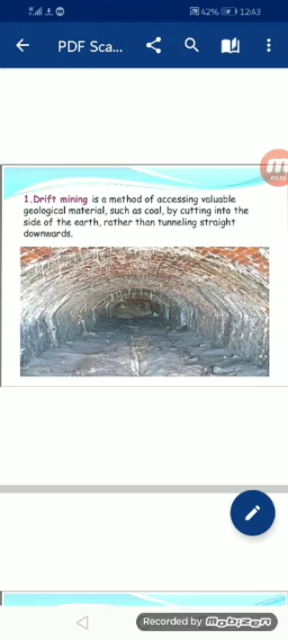 42% 12:43
PDF Sca...
1.Drift mining is a method of accessing valuable
geological material, such as coal, by cutting into the
side of the earth, rather than tunneling straight
downwards.
Recorded by mobizen